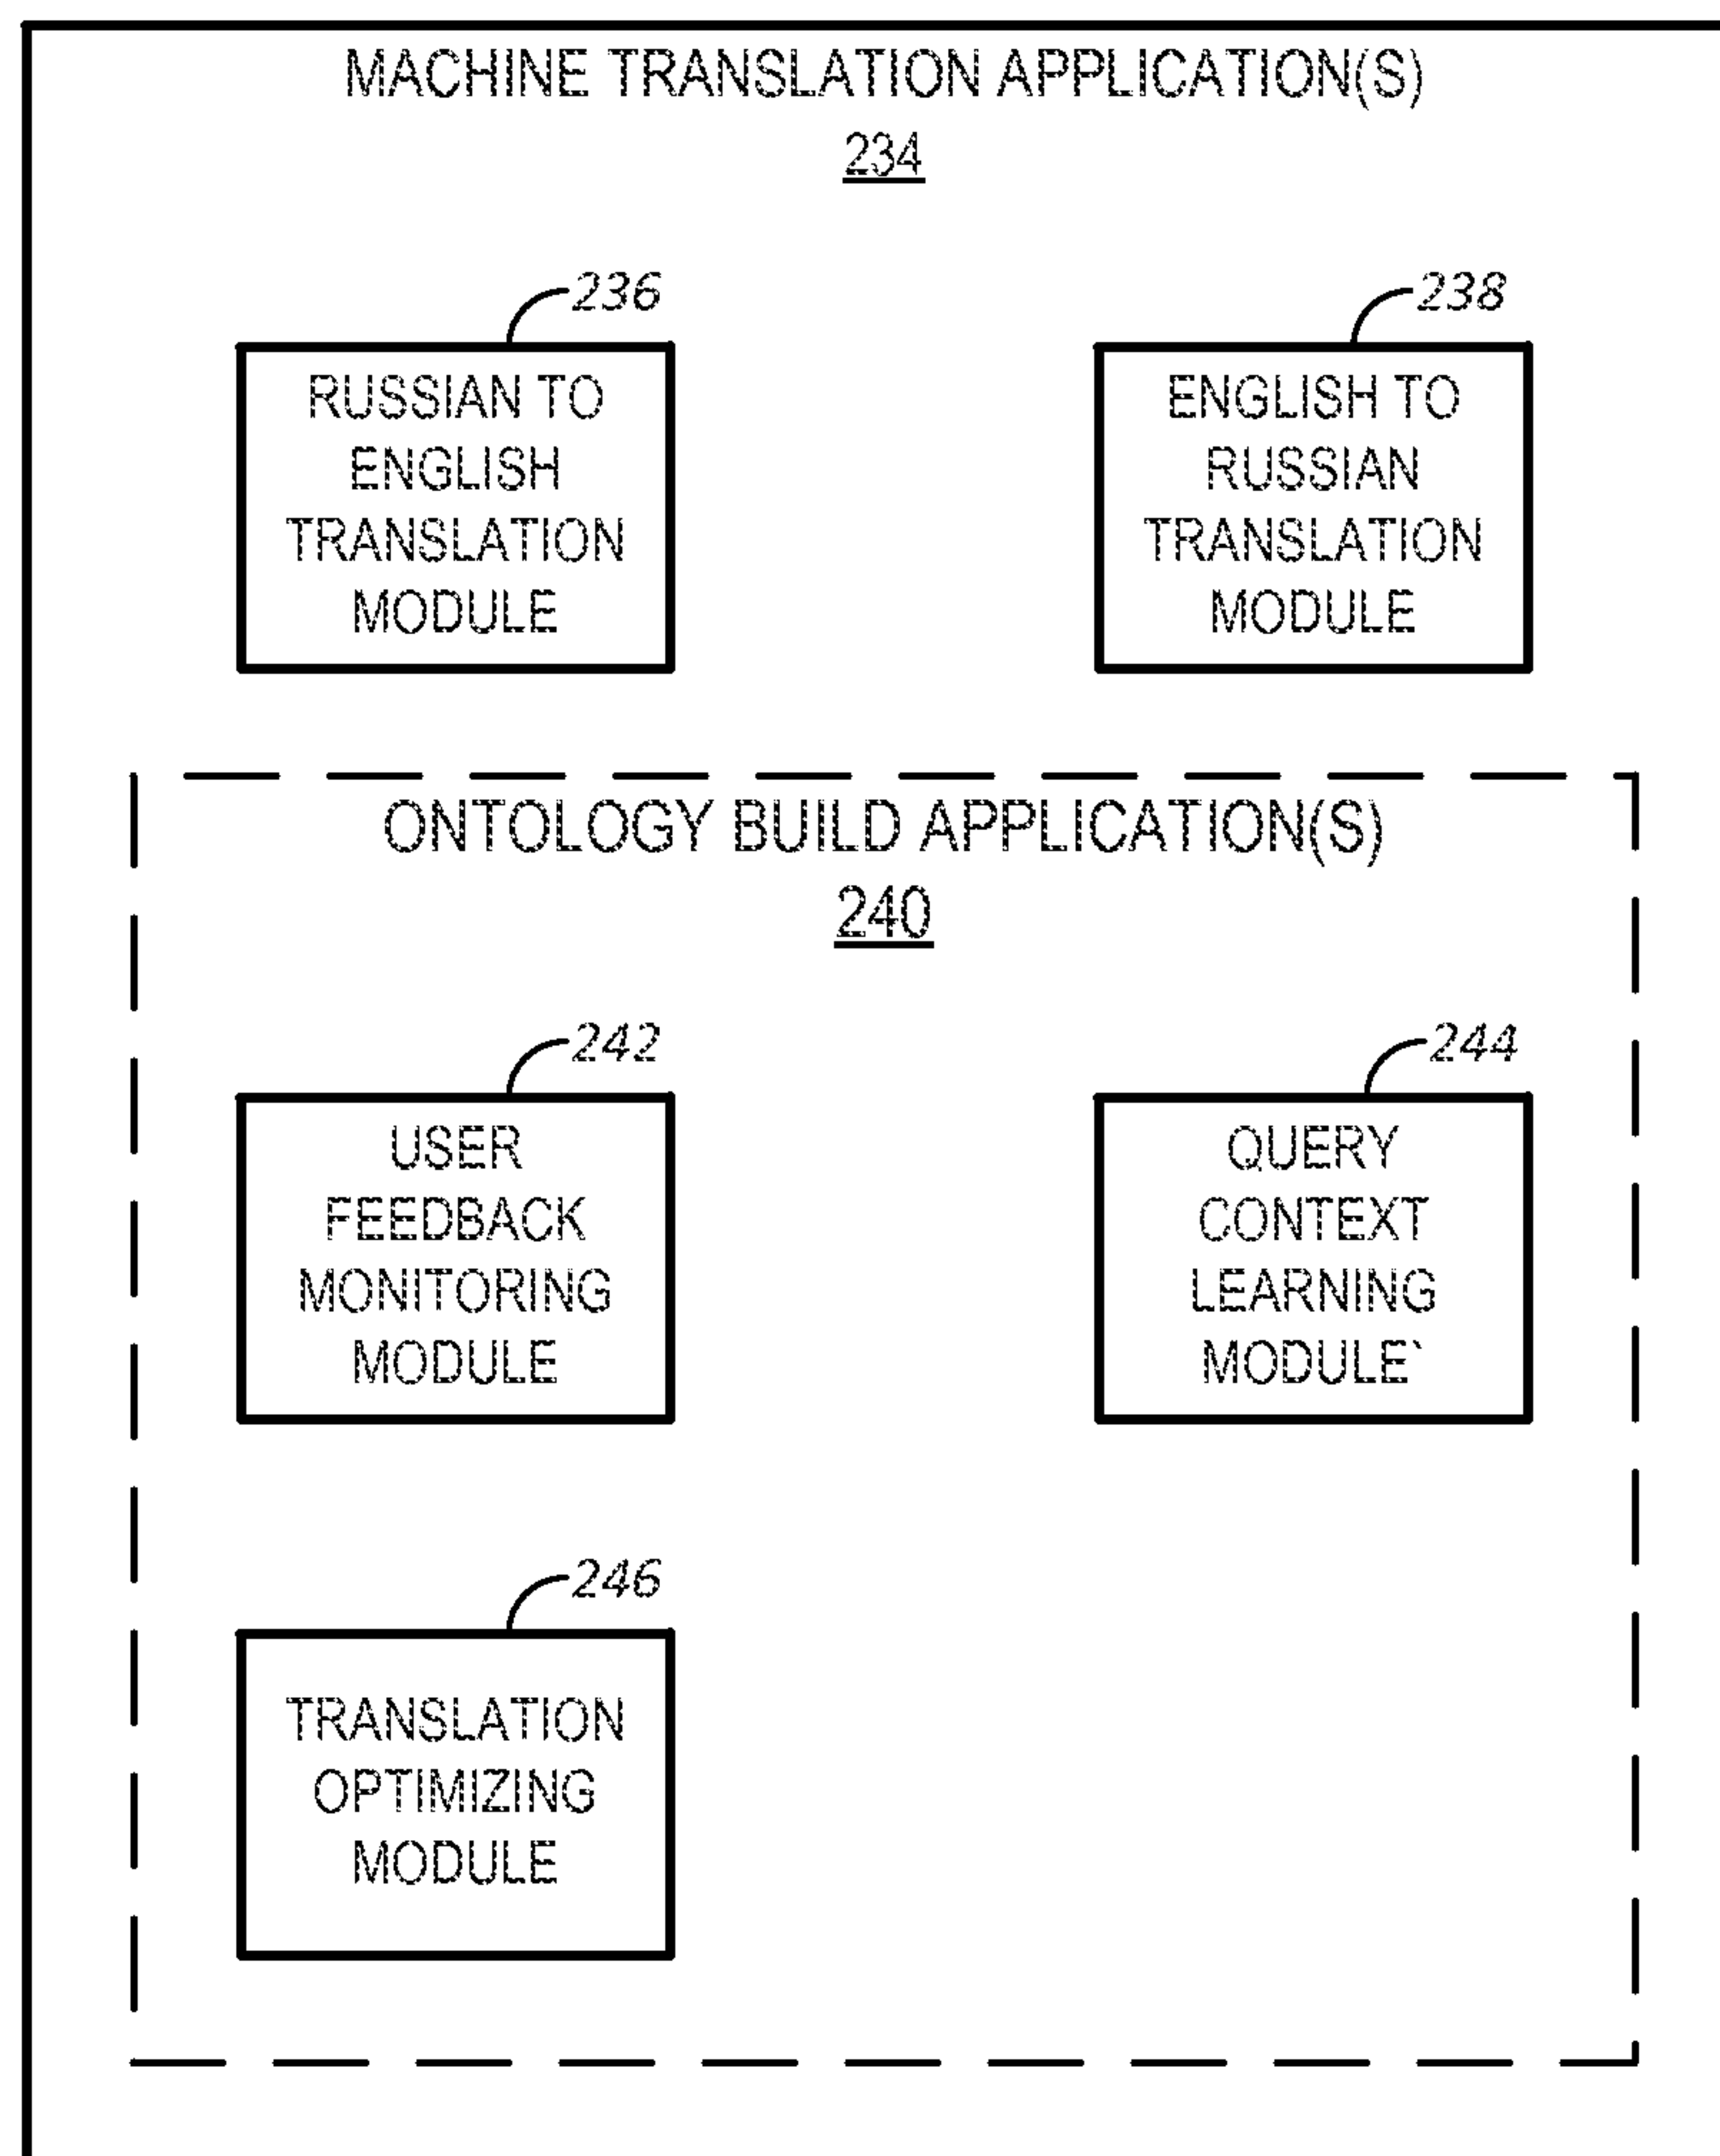 MACHINE TRANSLATION APPLICATION(S)
234
236
RUSSIAN TO
ENGLISH
TRANSLATION
MODULE
238
ENGLISH TO
RUSSIAN
TRANSLATION
MODULE
ONTOLOGY BUILD APPLICATION(S)
240
242
USER
FEEDBACK
MONITORING
MODULE
244
QUERY
CONTEXT
LEARNING
MODULE`
246
TRANSLATION
OPTIMIZING
MODULE